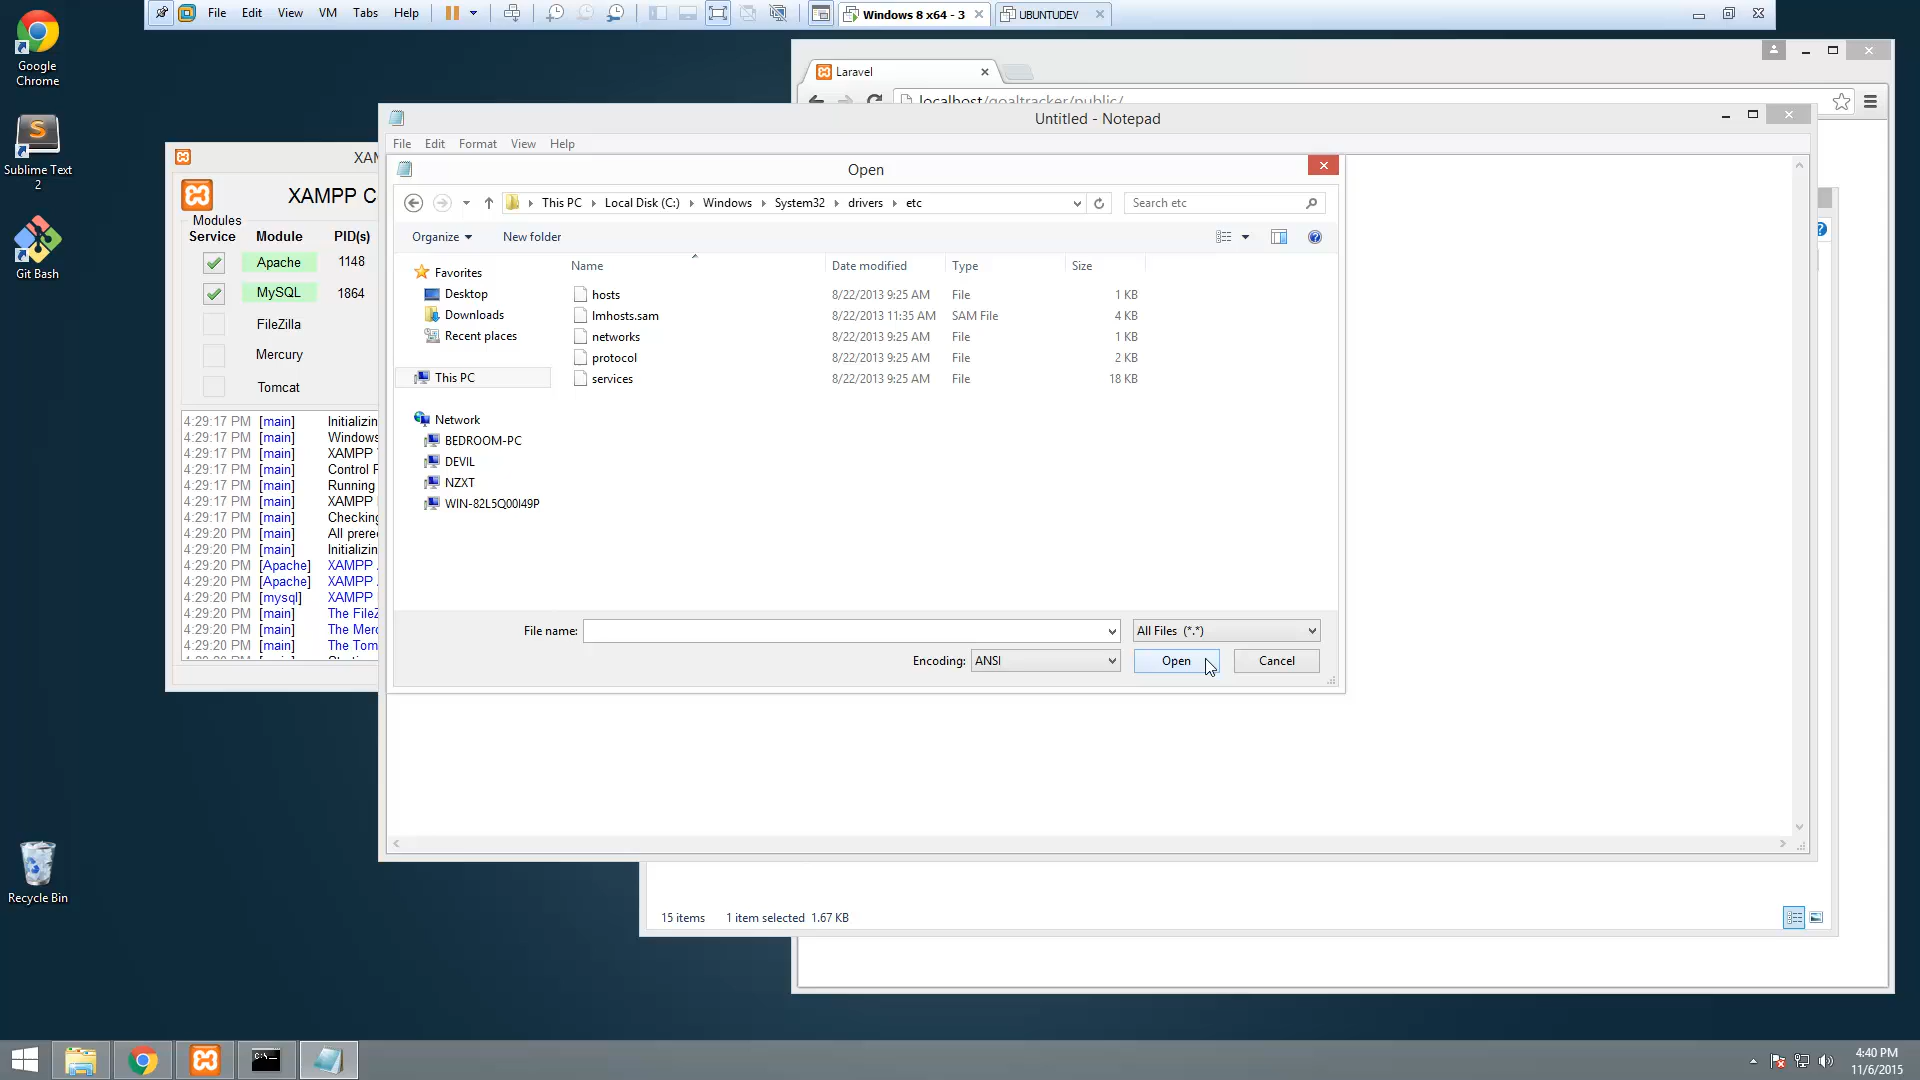 File Edit View VM Tabs Help
Windows 8 x64 - 3
UBUNTUDEV
Google Chrome
Sublime Text 2
Git Bash
Recycle Bin
Laravel
localhost/goaltracker/public/
Untitled - Notepad
File Edit Format View Help
XAM
XAMPP C
Modules
Service Module PID(s)
Apache 1148
MySQL 1864
FileZilla
Mercury
Tomcat
4:29:17 PM [main] Initializin
4:29:17 PM [main] Windows
4:29:17 PM [main] XAMPP
4:29:17 PM [main] Control P
4:29:17 PM [main] Running
4:29:17 PM [main] XAMPP
4:29:17 PM [main] Checking
4:29:20 PM [main] All prere
4:29:20 PM [main] Initializin
4:29:20 PM [Apache] XAMPP
4:29:20 PM [Apache] XAMPP
4:29:20 PM [mysql] XAMPP
4:29:20 PM [main] The FileZ
4:29:20 PM [main] The Merc
4:29:20 PM [main] The Tom
Open
This PC Local Disk (C:) Windows System32 drivers etc
Search etc
Organize New folder
Favorites
Desktop
Downloads
Recent places
This PC
Network
BEDROOM-PC
DEVIL
NZXT
WIN-82L5Q00I49P
Name Date modified Type Size
hosts 8/22/2013 9:25 AM File 1 KB
lmhosts.sam 8/22/2013 11:35 AM SAM File 4 KB
networks 8/22/2013 9:25 AM File 1 KB
protocol 8/22/2013 9:25 AM File 2 KB
services 8/22/2013 9:25 AM File 18 KB
File name: All Files (*.*)
Encoding: ANSI Open Cancel
15 items 1 item selected 1.67 KB
4:40 PM
11/6/2015